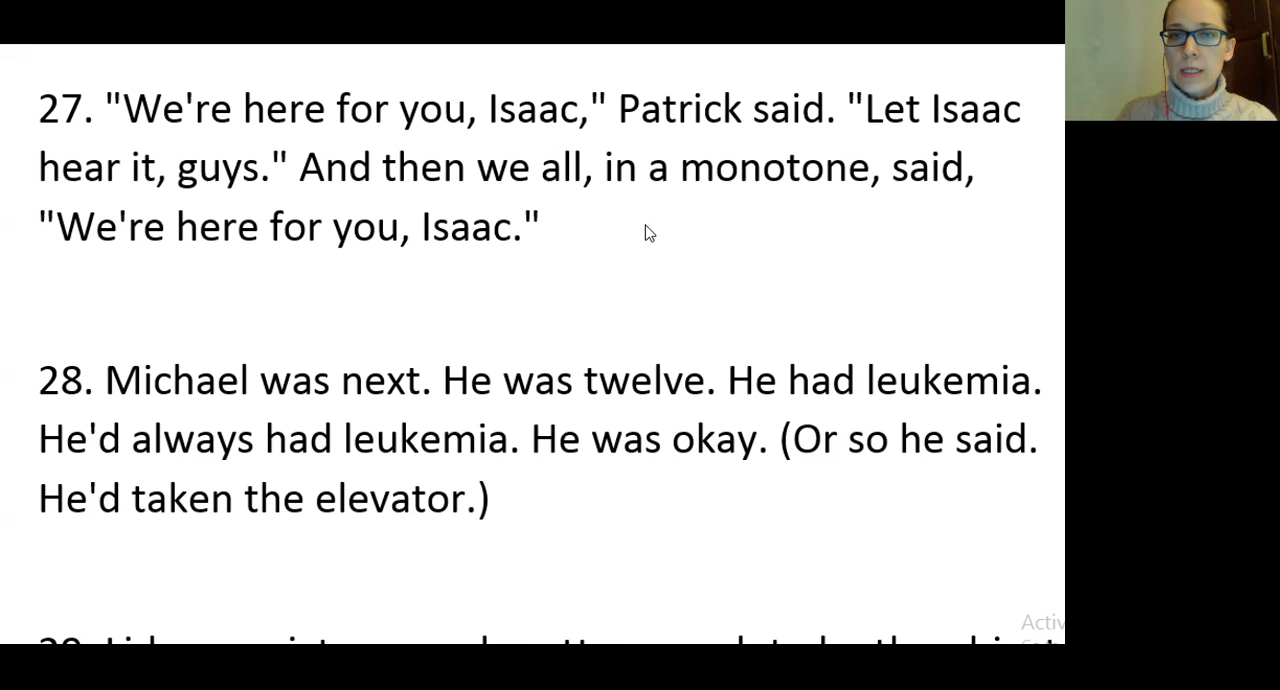 27. "We're here for you, Isaac," Patrick said. "Let Isaac
hear it, guys." And then we all, in a monotone, said,
"We're here for you, Isaac."
28. Michael was next. He was twelve. He had leukemia.
He'd always had leukemia. He was okay. (Or so he said.
He'd taken the elevator.)
Activ